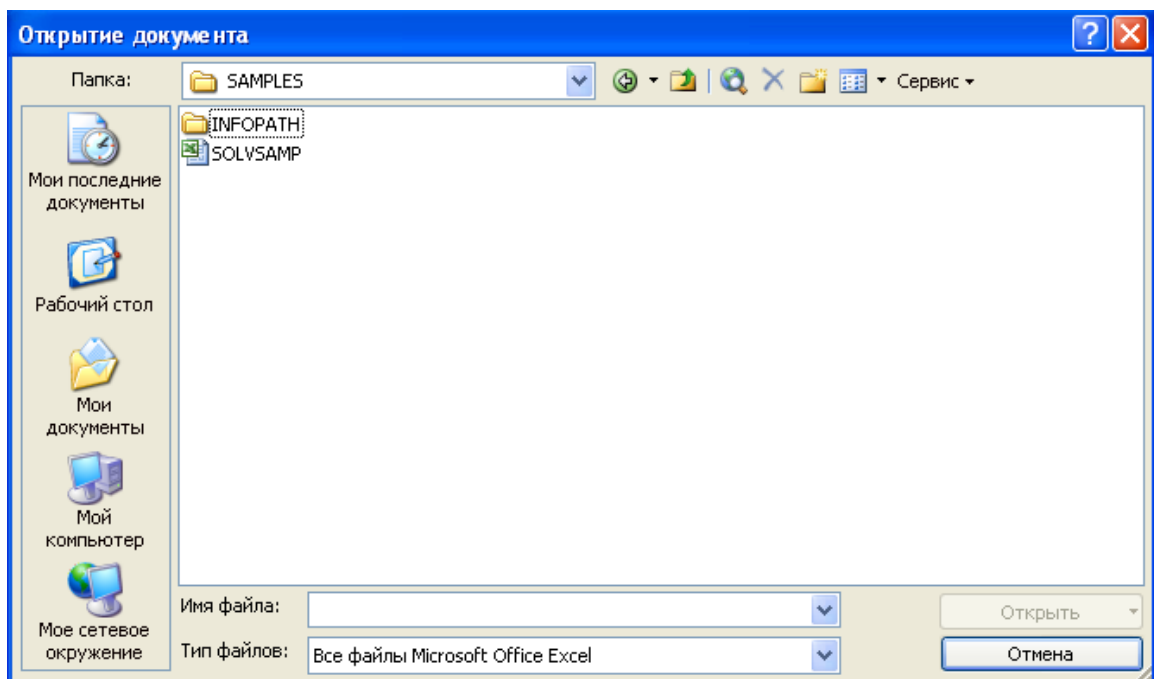 Открытие документа
Папка:
SAMPLES
Сервис
INFOPATH
SOLVSAMP
Мои последние
документы
Рабочий стол
Мои
документы
Мой
компьютер
Мое сетевое
окружение
Имя файла:
Открыть
Тип файлов:
Все файлы Microsoft Office Excel
Отмена